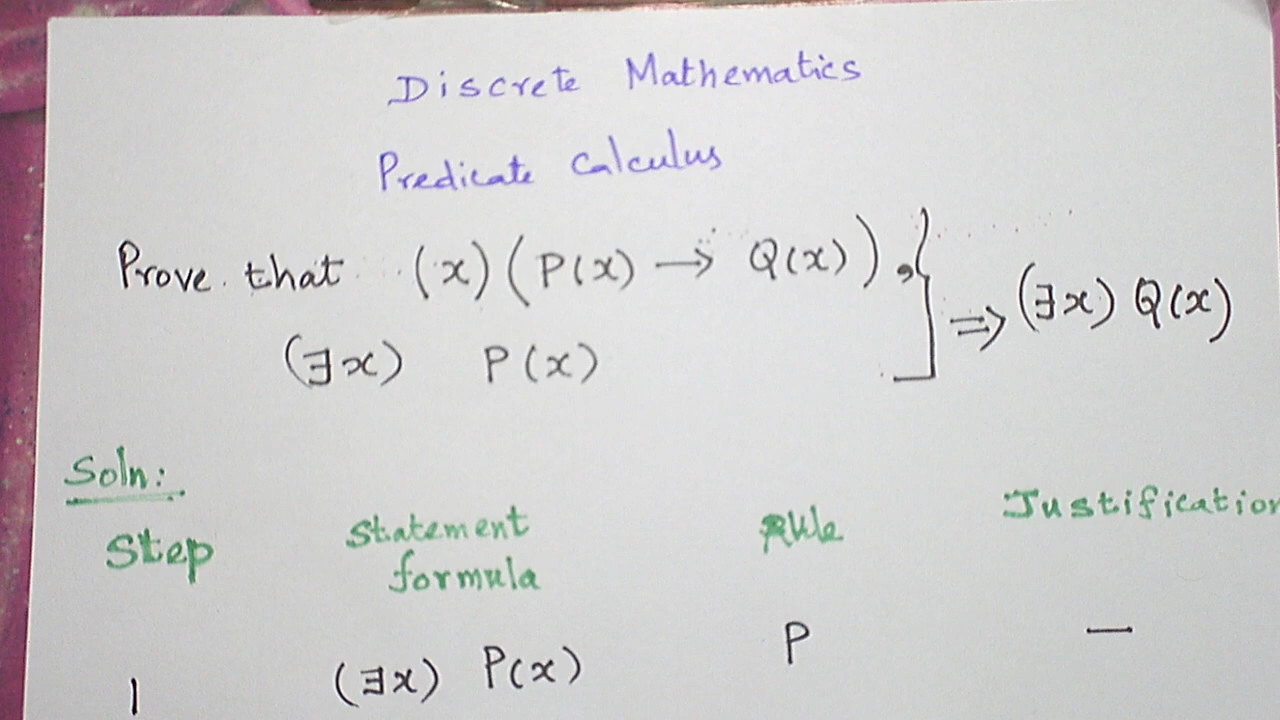 Discrete Mathematics
Predicate Calculus
Prove that (x)(P(x) → Q(x)), } ⇒ (∃x) Q(x)
(∃x) P(x)
Soln:
Step Statement formula Rule Justification
1 (∃x) P(x) P —